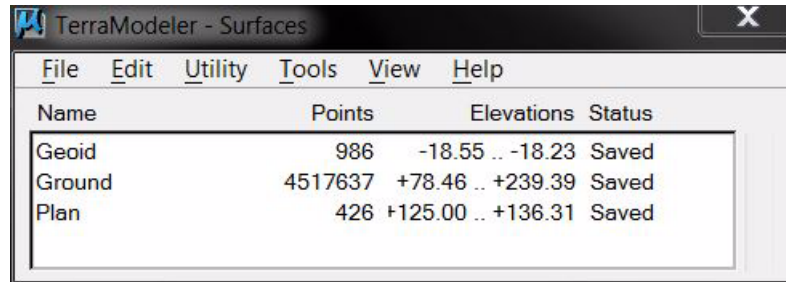 TerraModeler - Surfaces X
File Edit Utility Tools View Help
Name Points Elevations Status
Geoid 986 -18.55 .. -18.23 Saved
Ground 4517637 +78.46 .. +239.39 Saved
Plan 426 +125.00 .. +136.31 Saved